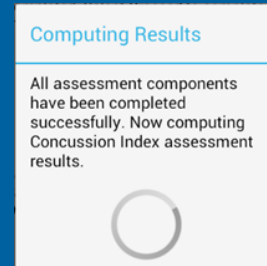 Computing Results
All assessment components
have been completed
successfully. Now computing
Concussion Index assessment
results.